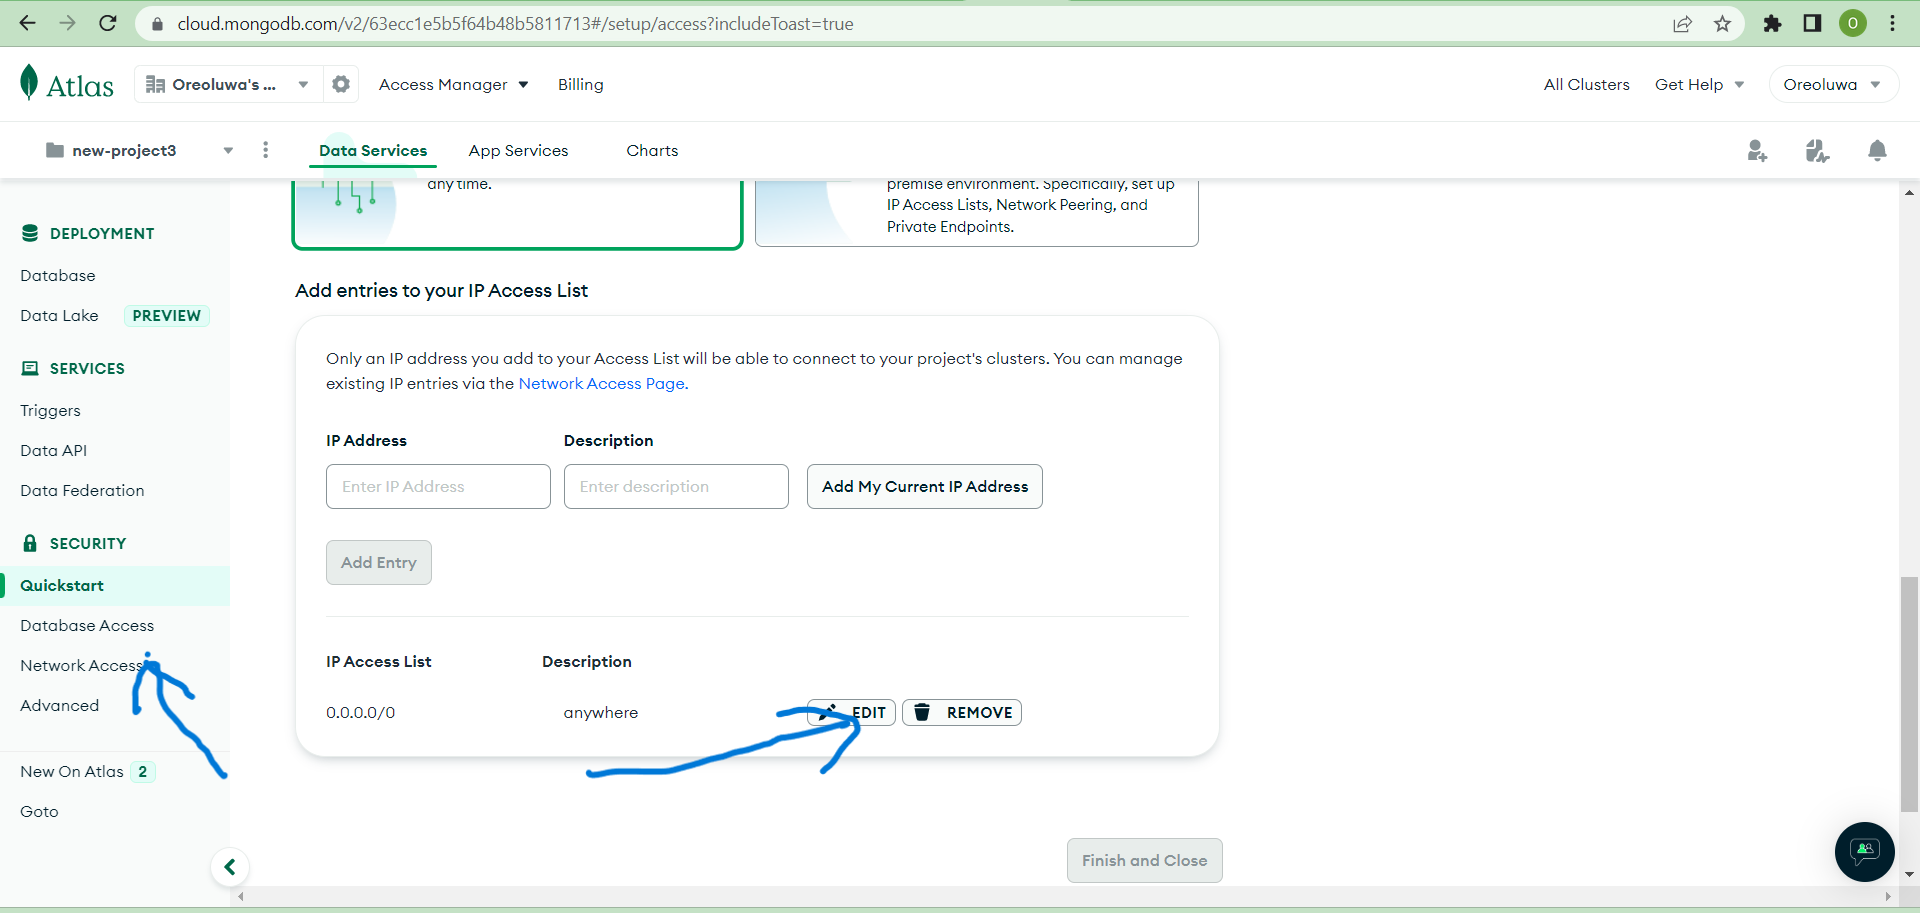 cloud.mongodb.com/v2/63ecc1e5b5f64b48b5811713#/setup/access?includeToast=true
O
Atlas
Oreoluwa's ...
Access Manager
Billing
All Clusters
Get Help
Oreoluwa
new-project3
Data Services
App Services
Charts
any time.
premise environment. Specifically, set up
IP Access Lists, Network Peering, and
Private Endpoints.
DEPLOYMENT
Database
Data Lake PREVIEW
SERVICES
Triggers
Data API
Data Federation
SECURITY
Quickstart
Database Access
Network Access
Advanced
New On Atlas 2
Goto
Add entries to your IP Access List
Only an IP address you add to your Access List will be able to connect to your project's clusters. You can manage
existing IP entries via the Network Access Page.
IP Address Description
Enter IP Address Enter description Add My Current IP Address
Add Entry
IP Access List Description
0.0.0.0/0 anywhere EDIT REMOVE
Finish and Close